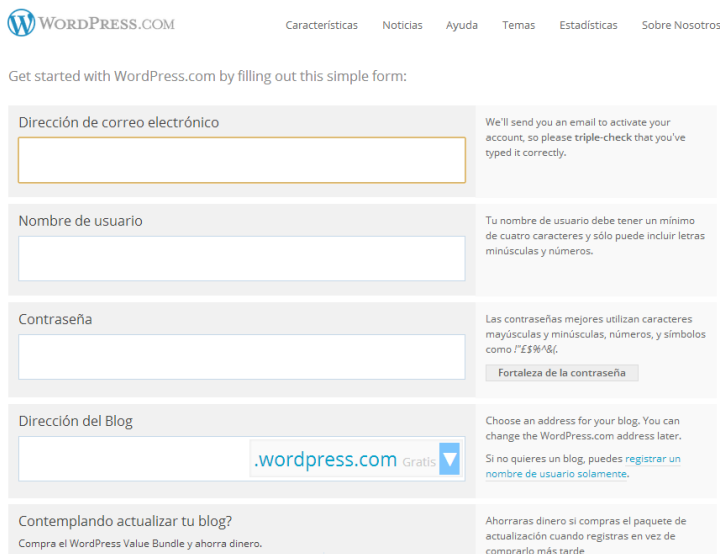 WORDPRESS.COM
Características Noticias Ayuda Temas Estadísticas Sobre Nosotros
Get started with WordPress.com by filling out this simple form:
Dirección de correo electrónico
We'll send you an email to activate your
account, so please triple-check that you've
typed it correctly.
Nombre de usuario
Tu nombre de usuario debe tener un mínimo
de cuatro caracteres y sólo puede incluir letras
minúsculas y números.
Contraseña
Las contraseñas mejores utilizan caracteres
mayúsculas y minúsculas, números, y símbolos
como !"£$%^&(.
Fortaleza de la contraseña
Dirección del Blog
.wordpress.com Gratis
Choose an address for your blog. You can
change the WordPress.com address later.
Si no quieres un blog, puedes registrar un
nombre de usuario solamente.
Contemplando actualizar tu blog?
Compra el WordPress Value Bundle y ahorra dinero.
Ahorraras dinero si compras el paquete de
actualización cuando registras en vez de
comprarlo más tarde